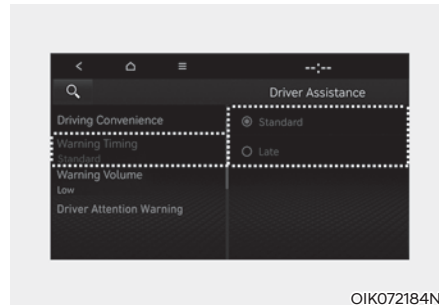 --:--
Driver Assistance
Driving Convenience
Warning Timing
Standard
Warning Volume
Low
Driver Attention Warning
Standard
Late
OIK072184N